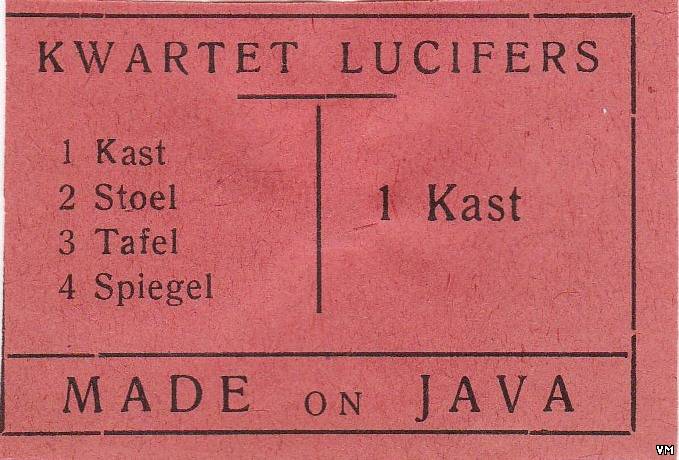 KWARTET LUCIFERS
1 Kast
2 Stoel
3 Tafel
4 Spiegel
1 Kast
MADE ON JAVA
VM